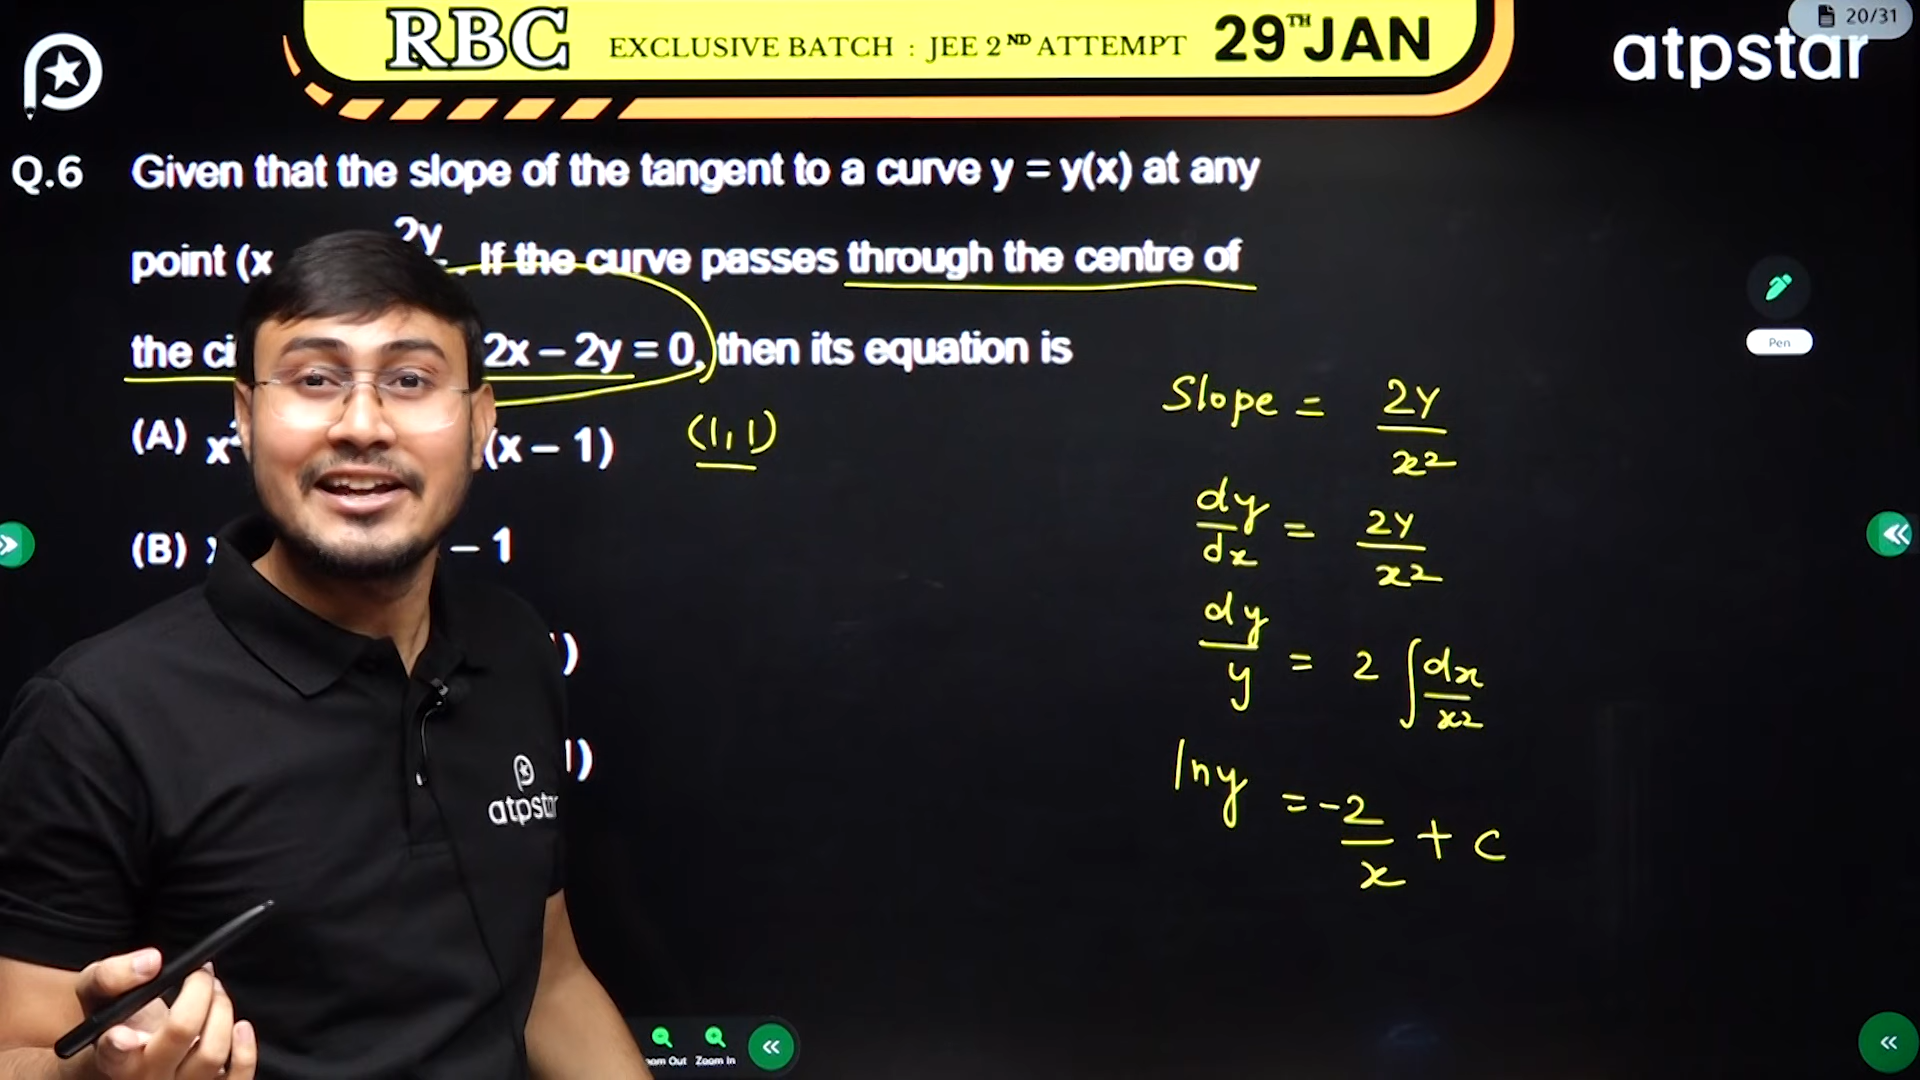 RBC EXCLUSIVE BATCH : JEE 2ND ATTEMPT 29TH JAN
20/31
atpstar
Q.6 Given that the slope of the tangent to a curve y = y(x) at any
point (x 2y . If the curve passes through the centre of
the ci 2x – 2y = 0, then its equation is
(A) x² (x – 1)
(1,1)
(B) – 1
)
)
Slope = 2y/x²
dy/dx = 2y/x²
dy/y = 2 ∫dx/x²
ln y = -2/x + c
Pen
atpstar
Zoom In